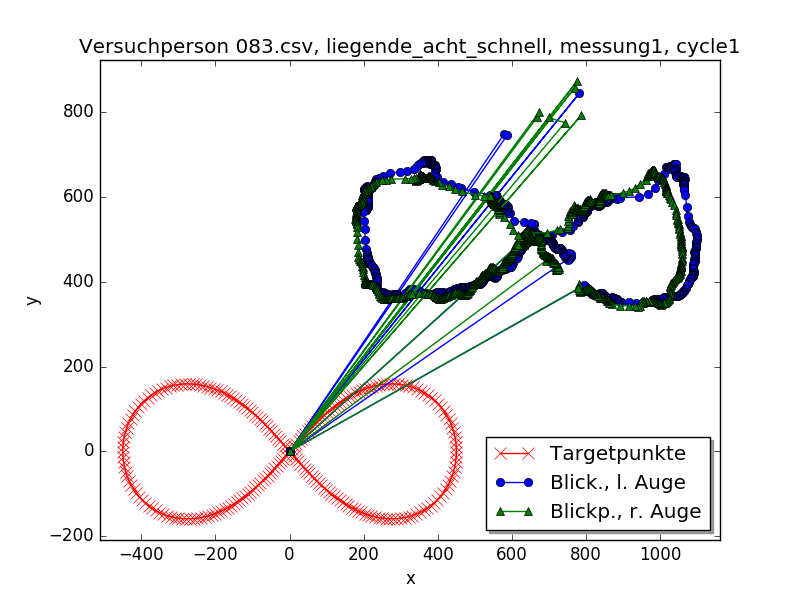 Versuchperson 083.csv, liegende_acht_schnell, messung1, cycle1
800
600
400
200
0
−200
y
−400
−200
0
200
400
600
800
1000
x
Targetpunkte
Blick., l. Auge
Blickp., r. Auge